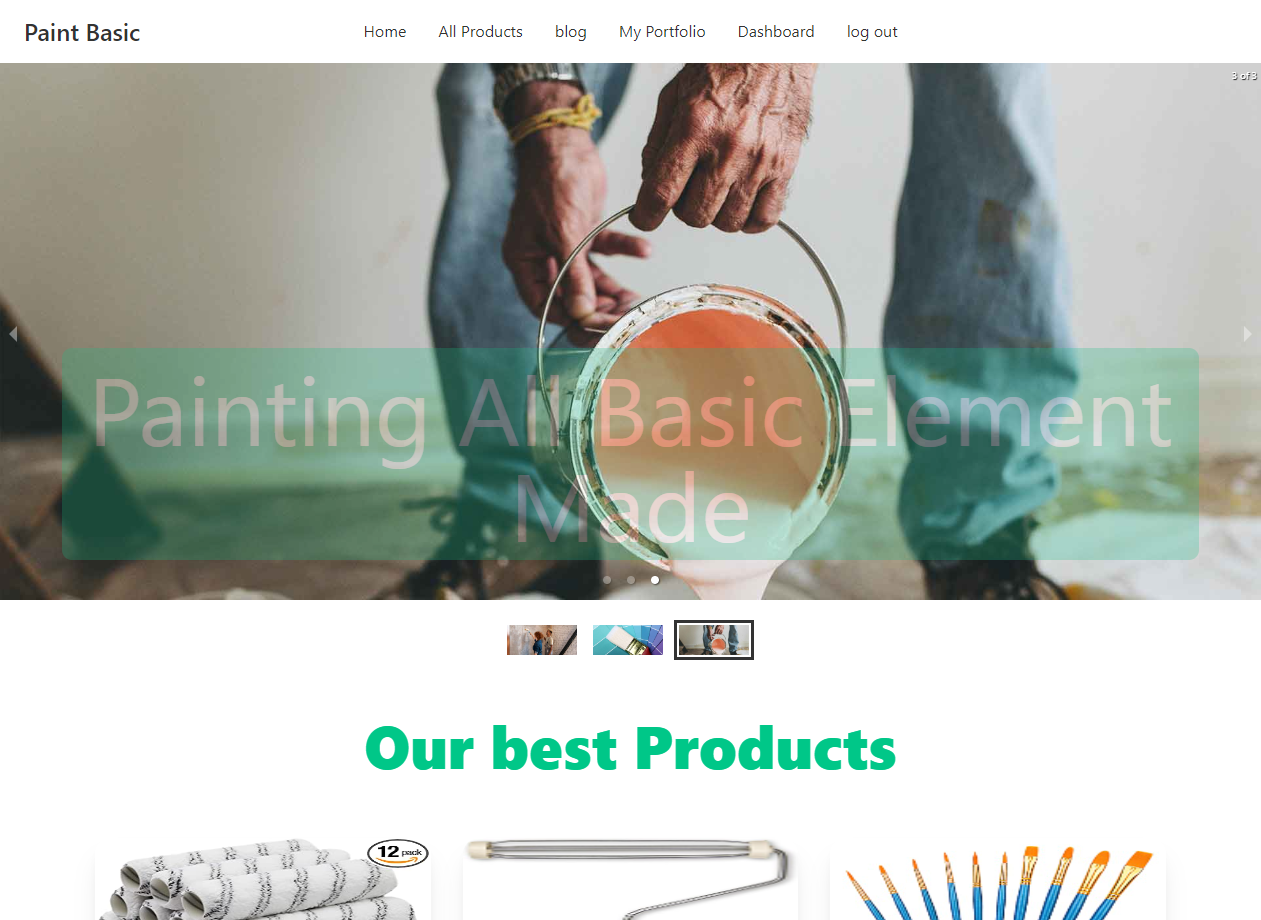 Paint Basic
Home All Products blog My Portfolio Dashboard log out
3 of 3
Painting All Basic Element
Made
Our best Products
12 pack